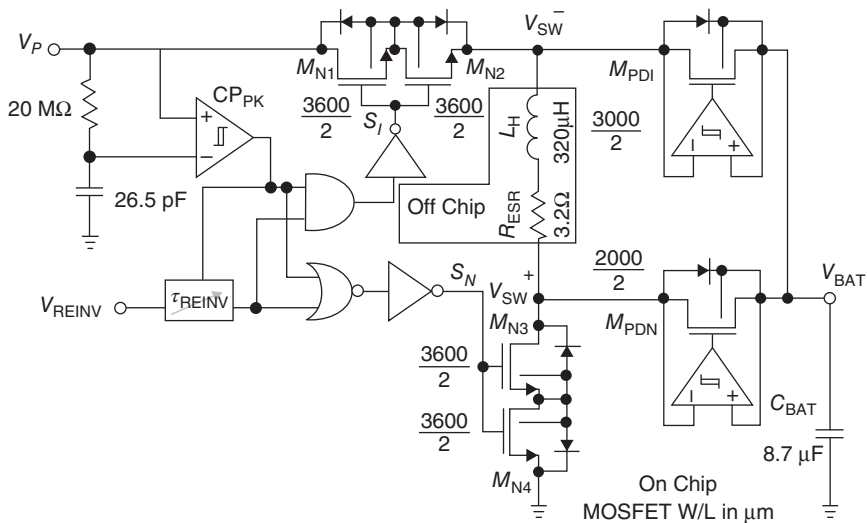 V_P
20 MΩ
26.5 pF
CP_PK
+
−
M_N1
M_N2
3600
2
S_I
3600
2
V_SW −
L_H
320μH
R_ESR
3.2Ω
Off Chip
M_PDI
3000
2
− +
V_REINV
τ_REINV
S_N
+
V_SW
2000
2
M_PDN
− +
V_BAT
M_N3
3600
2
3600
2
M_N4
C_BAT
8.7 μF
On Chip
MOSFET W/L in μm